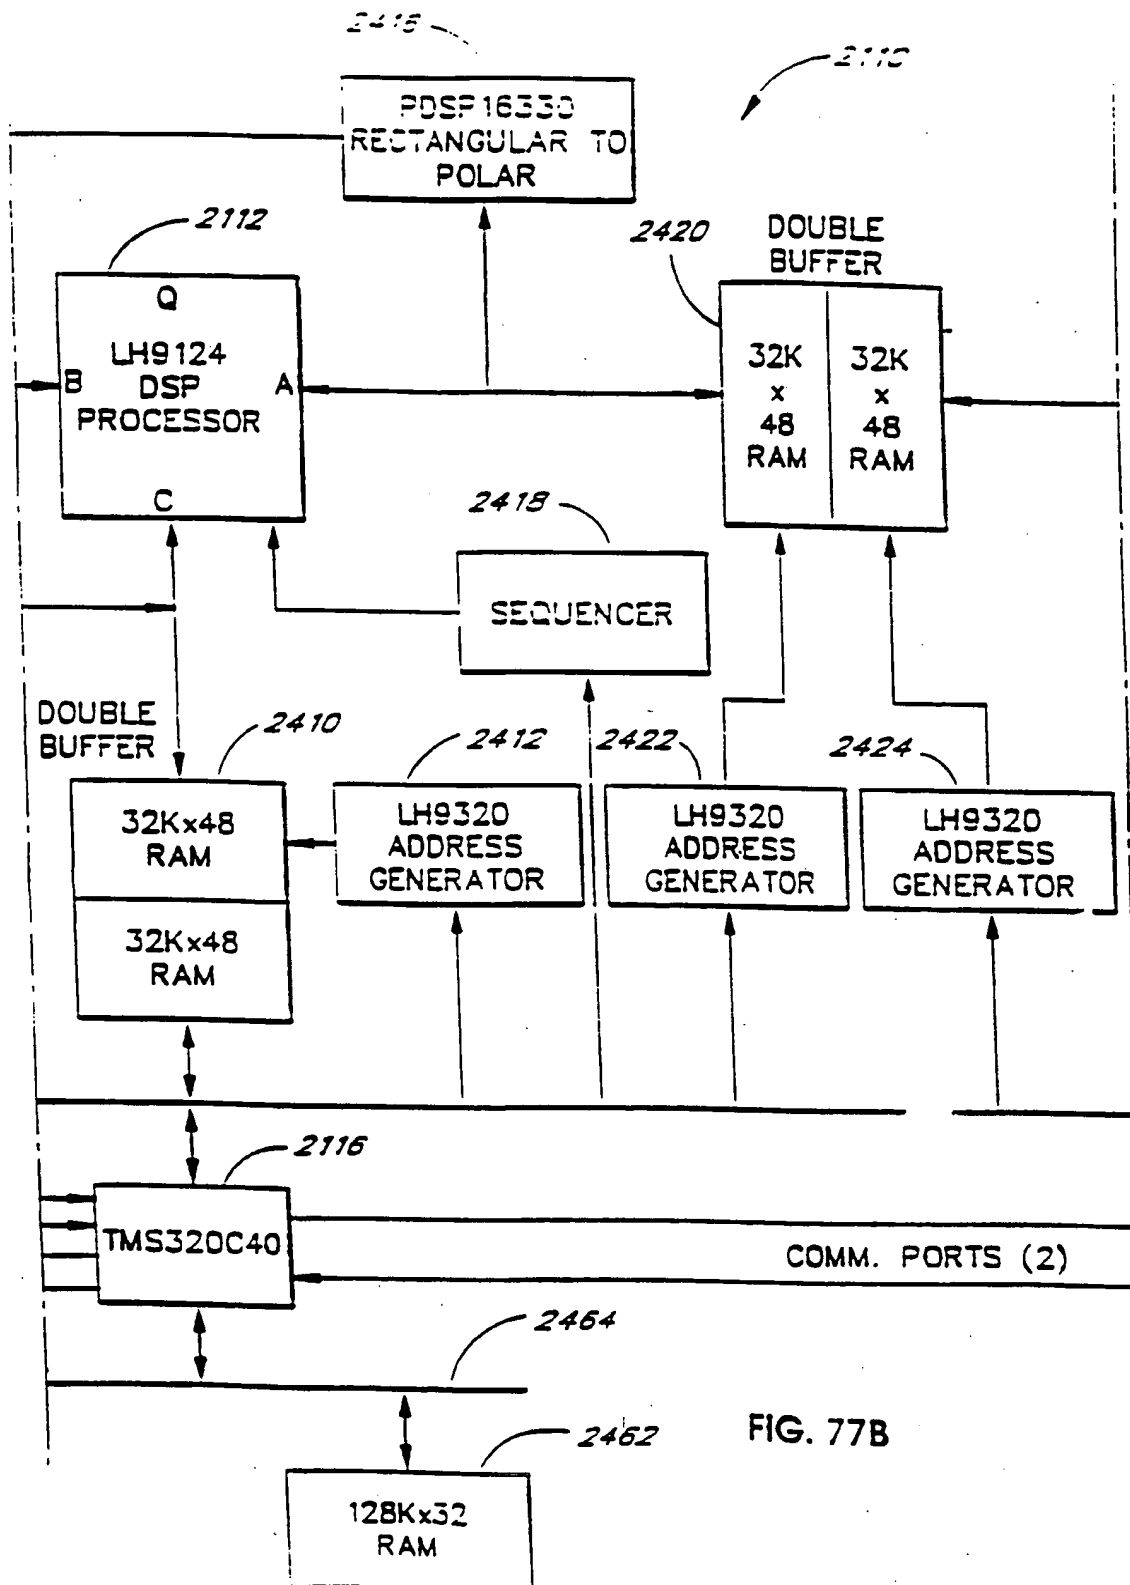 2416
2110
PDSP16330
RECTANGULAR TO
POLAR
2112
2420
DOUBLE
BUFFER
Q
LH9124
DSP
PROCESSOR
B
A
C
32K
x
48
RAM
32K
x
48
RAM
2418
SEQUENCER
DOUBLE
BUFFER
2410
2412
2422
2424
32Kx48
RAM
32Kx48
RAM
LH9320
ADDRESS
GENERATOR
LH9320
ADDRESS
GENERATOR
LH9320
ADDRESS
GENERATOR
2116
TMS320C40
COMM. PORTS (2)
2464
2462
128Kx32
RAM
FIG. 77B